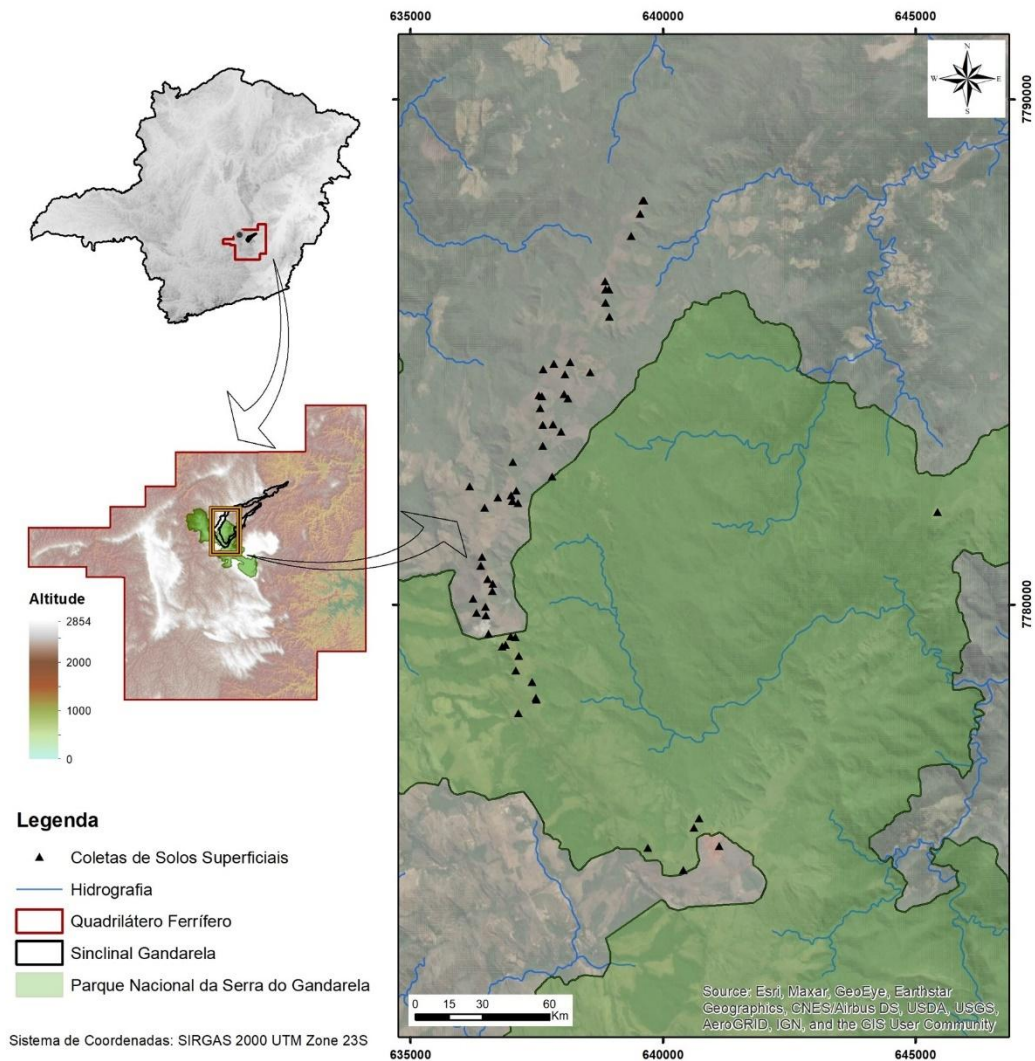 635000
640000
645000
N
W
E
S
7790000
7780000
Altitude
2854
2000
1000
0
Legenda
Coletas de Solos Superficiais
Hidrografia
Quadrilátero Ferrífero
Sinclinal Gandarela
Parque Nacional da Serra do Gandarela
Sistema de Coordenadas: SIRGAS 2000 UTM Zone 23S
0 15 30 60
Km
Source: Esri, Maxar, GeoEye, Earthstar
Geographics, CNES/Airbus DS, USDA, USGS,
AeroGRID, IGN, and the GIS User Community
635000
640000
645000